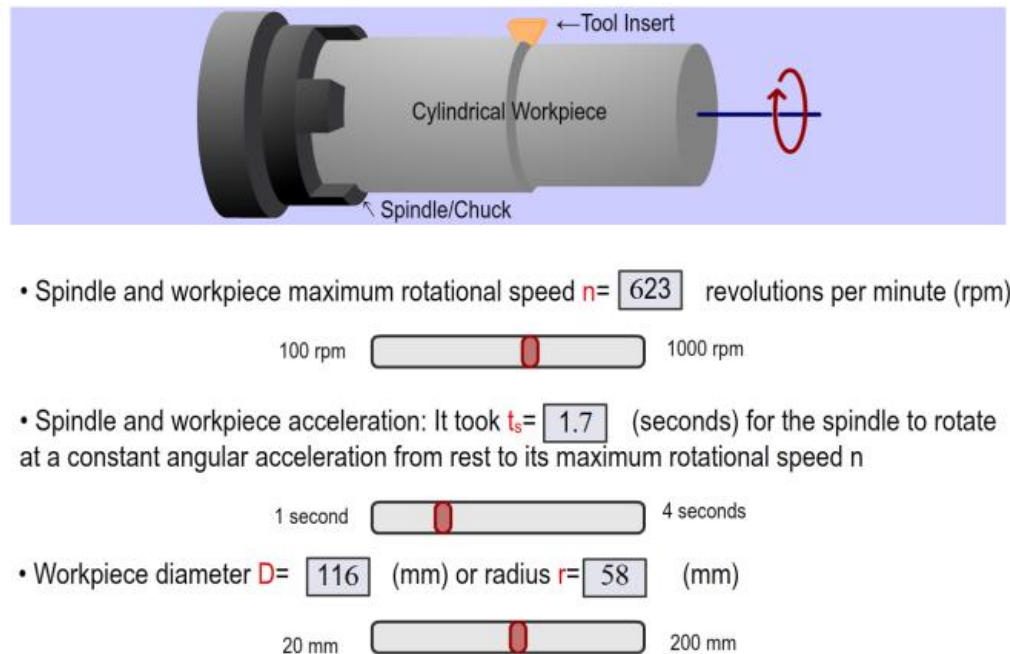 ←Tool Insert
Cylindrical Workpiece
↖ Spindle/Chuck
• Spindle and workpiece maximum rotational speed n= 623 revolutions per minute (rpm)
100 rpm 1000 rpm
• Spindle and workpiece acceleration: It took ts= 1.7 (seconds) for the spindle to rotate
at a constant angular acceleration from rest to its maximum rotational speed n
1 second 4 seconds
• Workpiece diameter D= 116 (mm) or radius r= 58 (mm)
20 mm 200 mm